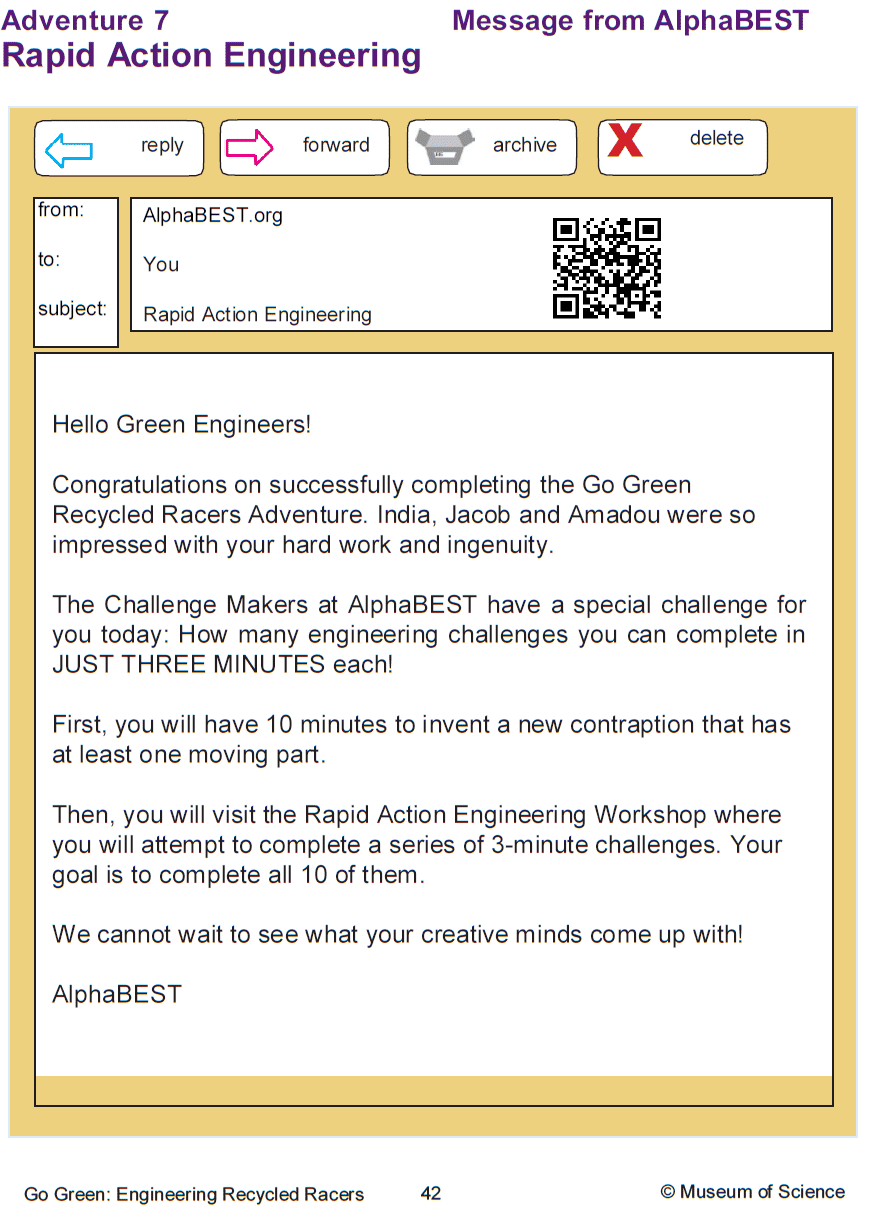 Adventure 7
Message from AlphaBEST
Rapid Action Engineering
reply
forward
archive
X
delete
from:
AlphaBEST.org
to:
You
subject:
Rapid Action Engineering
Hello Green Engineers!
Congratulations on successfully completing the Go Green
Recycled Racers Adventure. India, Jacob and Amadou were so
impressed with your hard work and ingenuity.
The Challenge Makers at AlphaBEST have a special challenge for
you today: How many engineering challenges you can complete in
JUST THREE MINUTES each!
First, you will have 10 minutes to invent a new contraption that has
at least one moving part.
Then, you will visit the Rapid Action Engineering Workshop where
you will attempt to complete a series of 3-minute challenges. Your
goal is to complete all 10 of them.
We cannot wait to see what your creative minds come up with!
AlphaBEST
Go Green: Engineering Recycled Racers
42
© Museum of Science